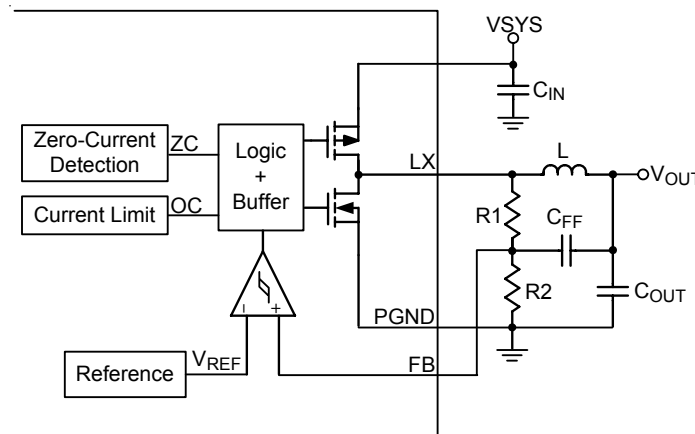 VSYS
CIN
Zero-Current
Detection
ZC
Logic
+
Buffer
LX
L
VOUT
Current Limit
OC
R1
CFF
R2
COUT
PGND
− +
VREF
Reference
FB